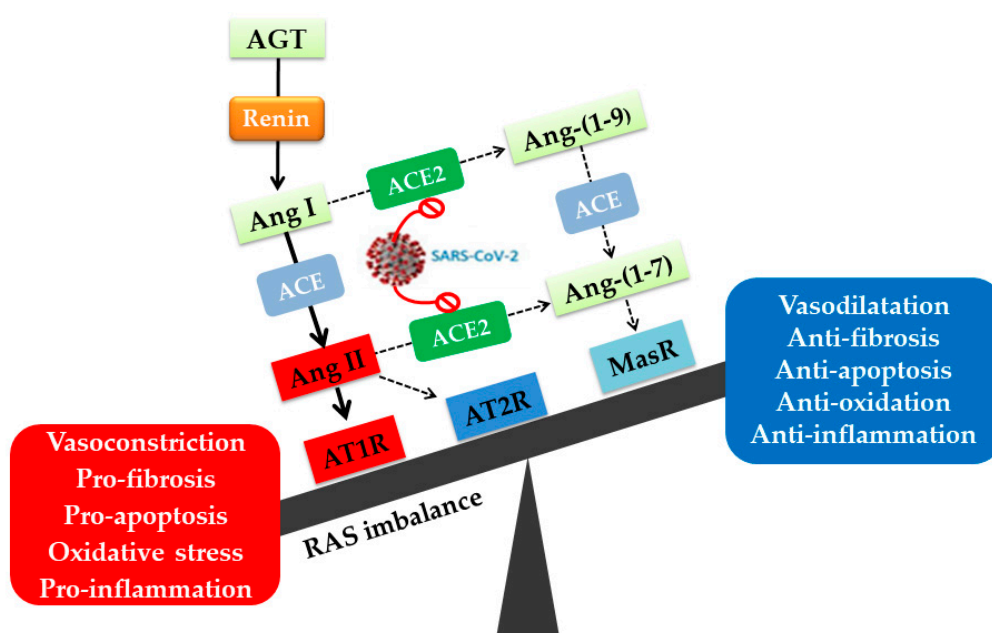 AGT
Renin
Ang-(1-9)
ACE2
Ang I
ACE
SARS-CoV-2
ACE
Ang-(1-7)
ACE2
Ang II
MasR
AT2R
AT1R
Vasodilatation
Anti-fibrosis
Anti-apoptosis
Anti-oxidation
Anti-inflammation
Vasoconstriction
Pro-fibrosis
Pro-apoptosis
Oxidative stress
Pro-inflammation
RAS imbalance